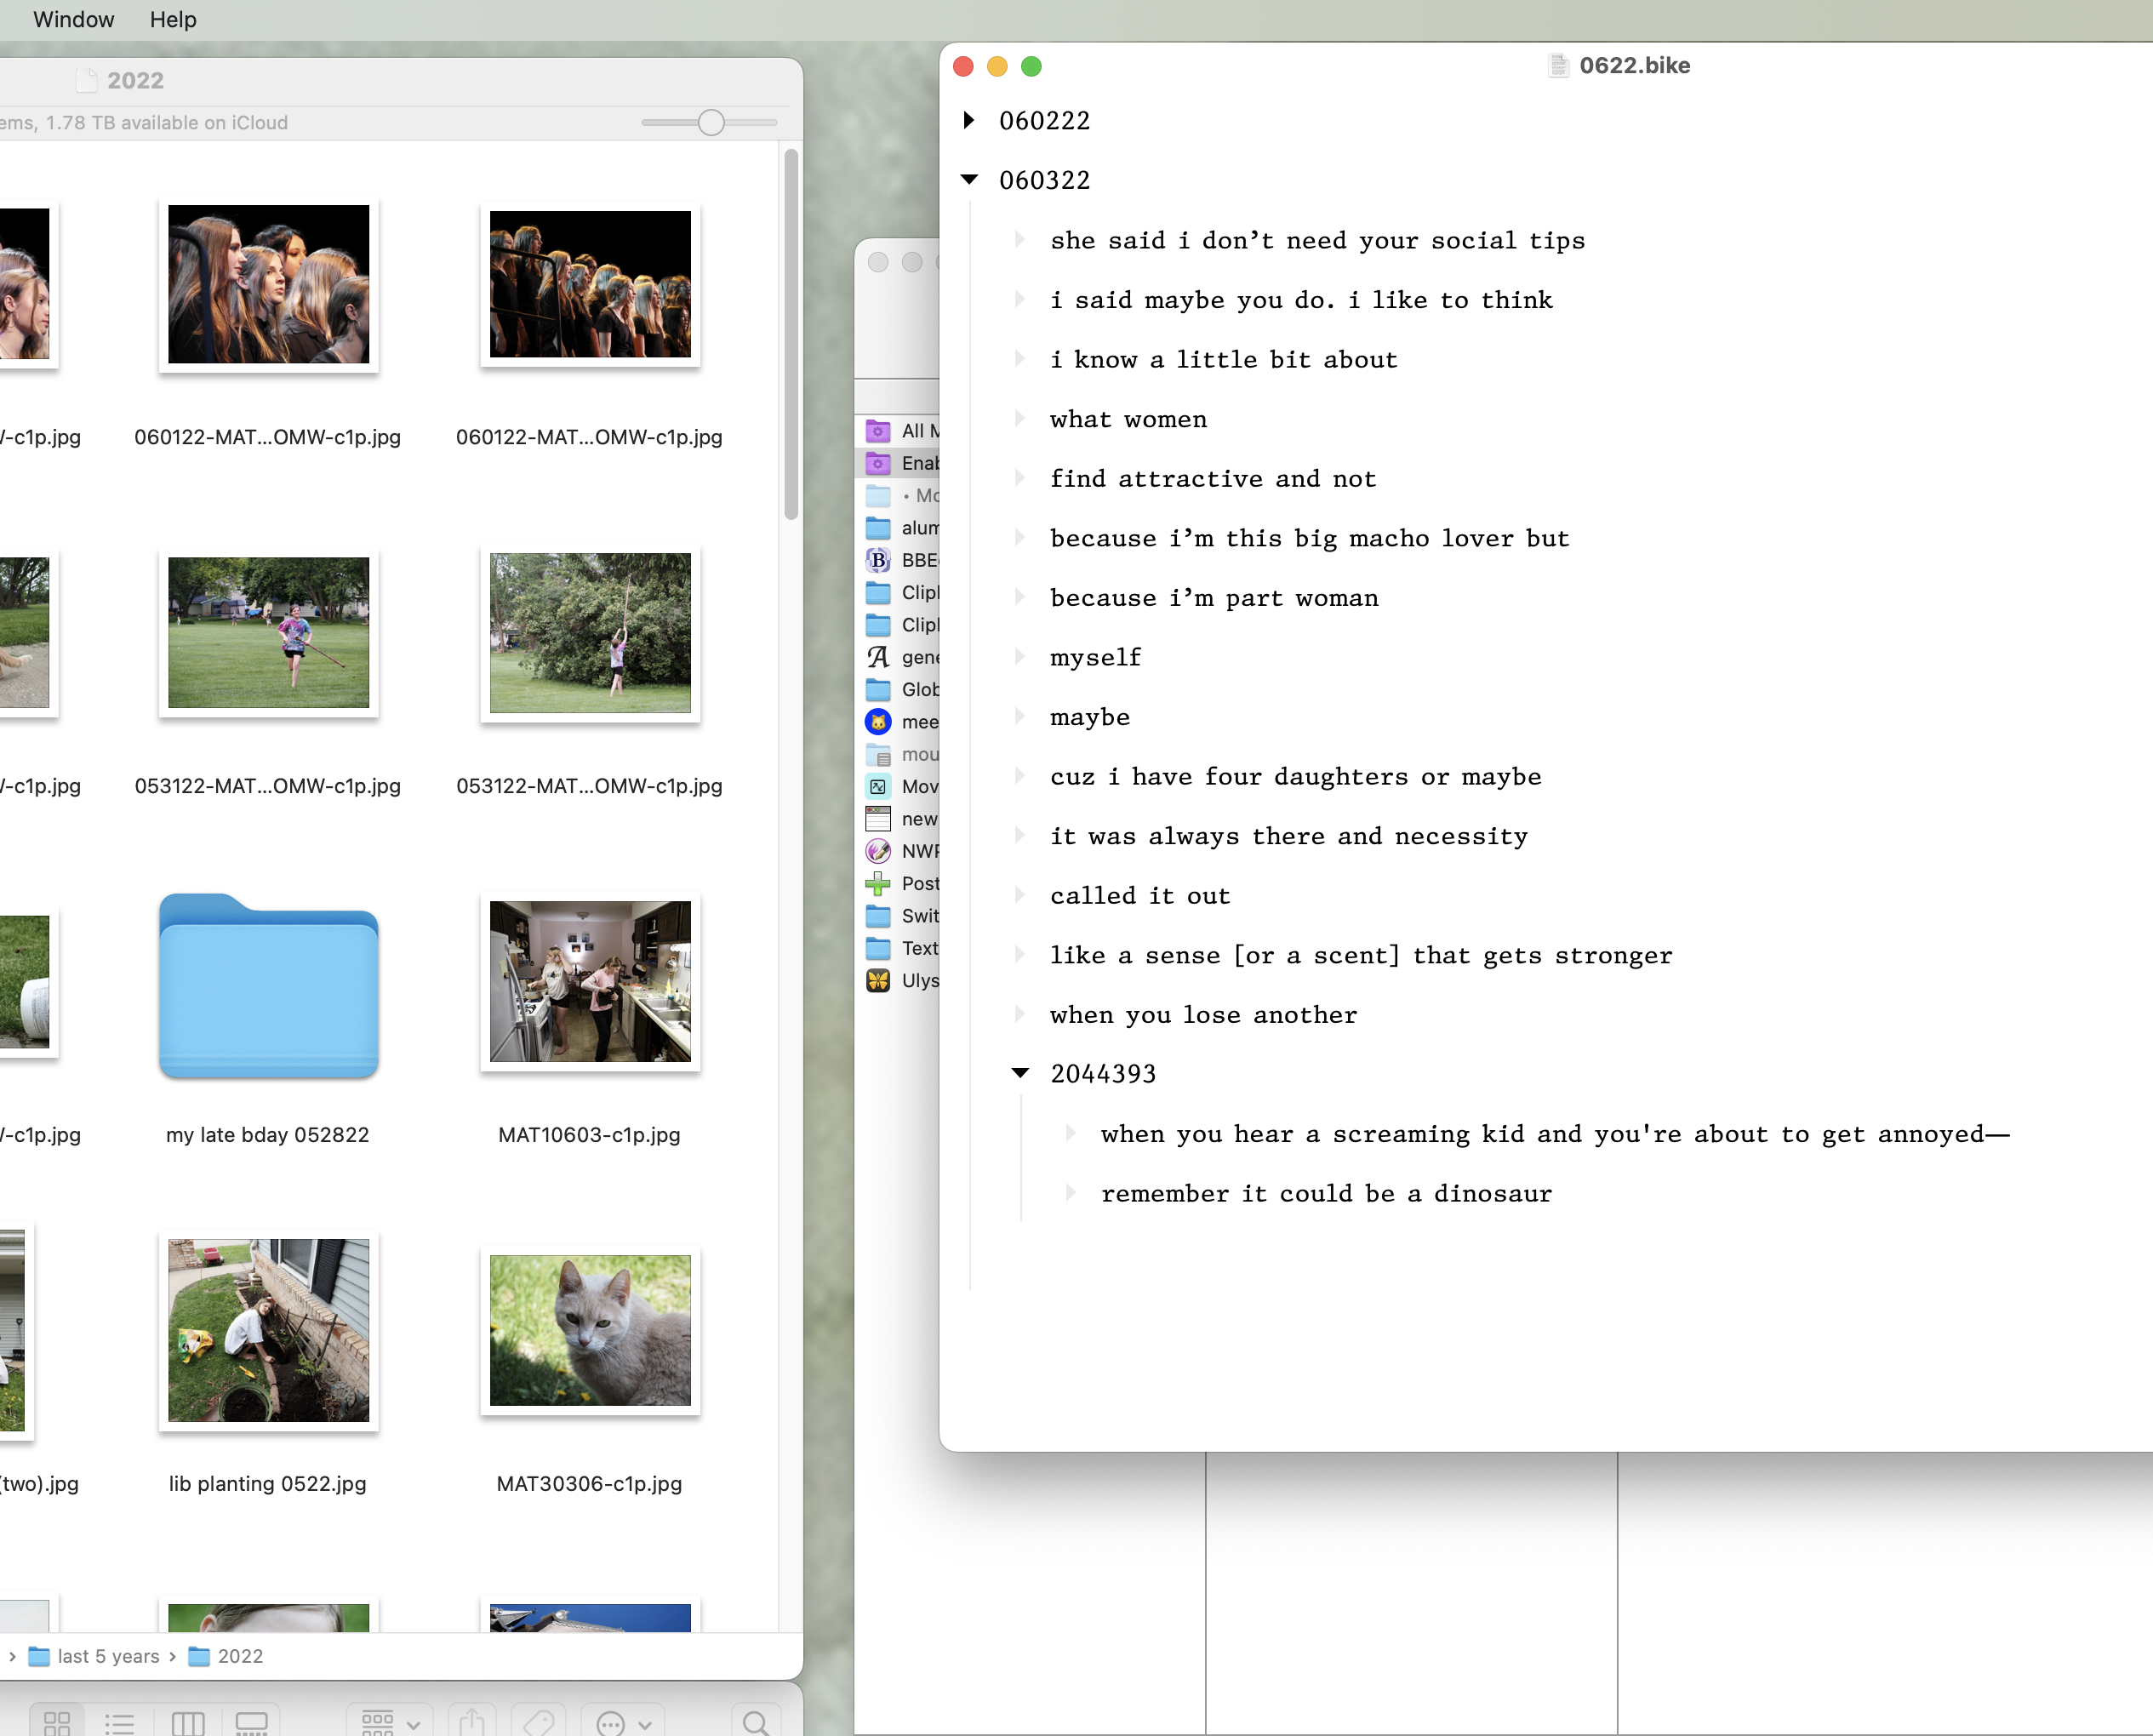 Window Help
2022
ems, 1.78 TB available on iCloud
-c1p.jpg 060122-MAT...OMW-c1p.jpg 060122-MAT...OMW-c1p.jpg
-c1p.jpg 053122-MAT...OMW-c1p.jpg 053122-MAT...OMW-c1p.jpg
-c1p.jpg my late bday 052822 MAT10603-c1p.jpg
(two).jpg lib planting 0522.jpg MAT30306-c1p.jpg
last 5 years 2022
All M
Enab
• Mo
alum
BBE
Clip
Clip
gene
Glob
mee
mou
Mov
new
NWP
Post
Swit
Text
Ulys
0622.bike
060222
060322
she said i don’t need your social tips
i said maybe you do. i like to think
i know a little bit about
what women
find attractive and not
because i’m this big macho lover but
because i’m part woman
myself
maybe
cuz i have four daughters or maybe
it was always there and necessity
called it out
like a sense [or a scent] that gets stronger
when you lose another
2044393
when you hear a screaming kid and you're about to get annoyed—
remember it could be a dinosaur